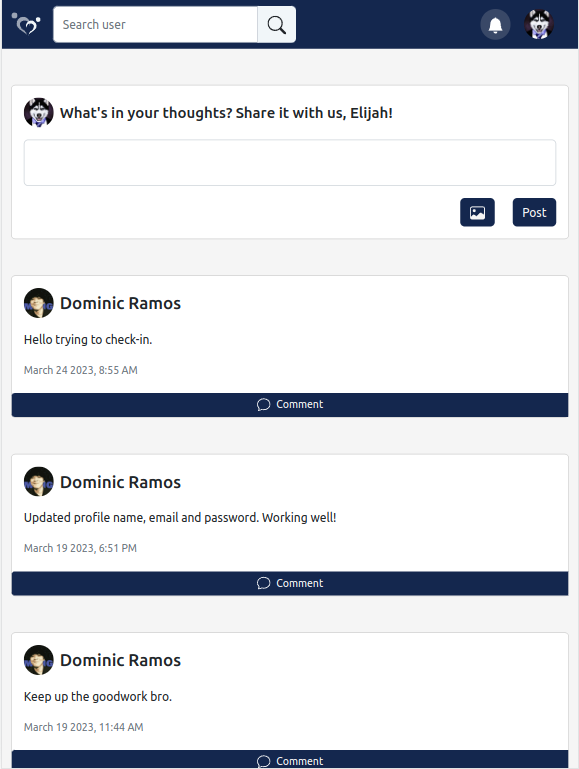 Search user
What's in your thoughts? Share it with us, Elijah!
Post
Dominic Ramos
Hello trying to check-in.
March 24 2023, 8:55 AM
Comment
Dominic Ramos
Updated profile name, email and password. Working well!
March 19 2023, 6:51 PM
Comment
Dominic Ramos
Keep up the goodwork bro.
March 19 2023, 11:44 AM
Comment